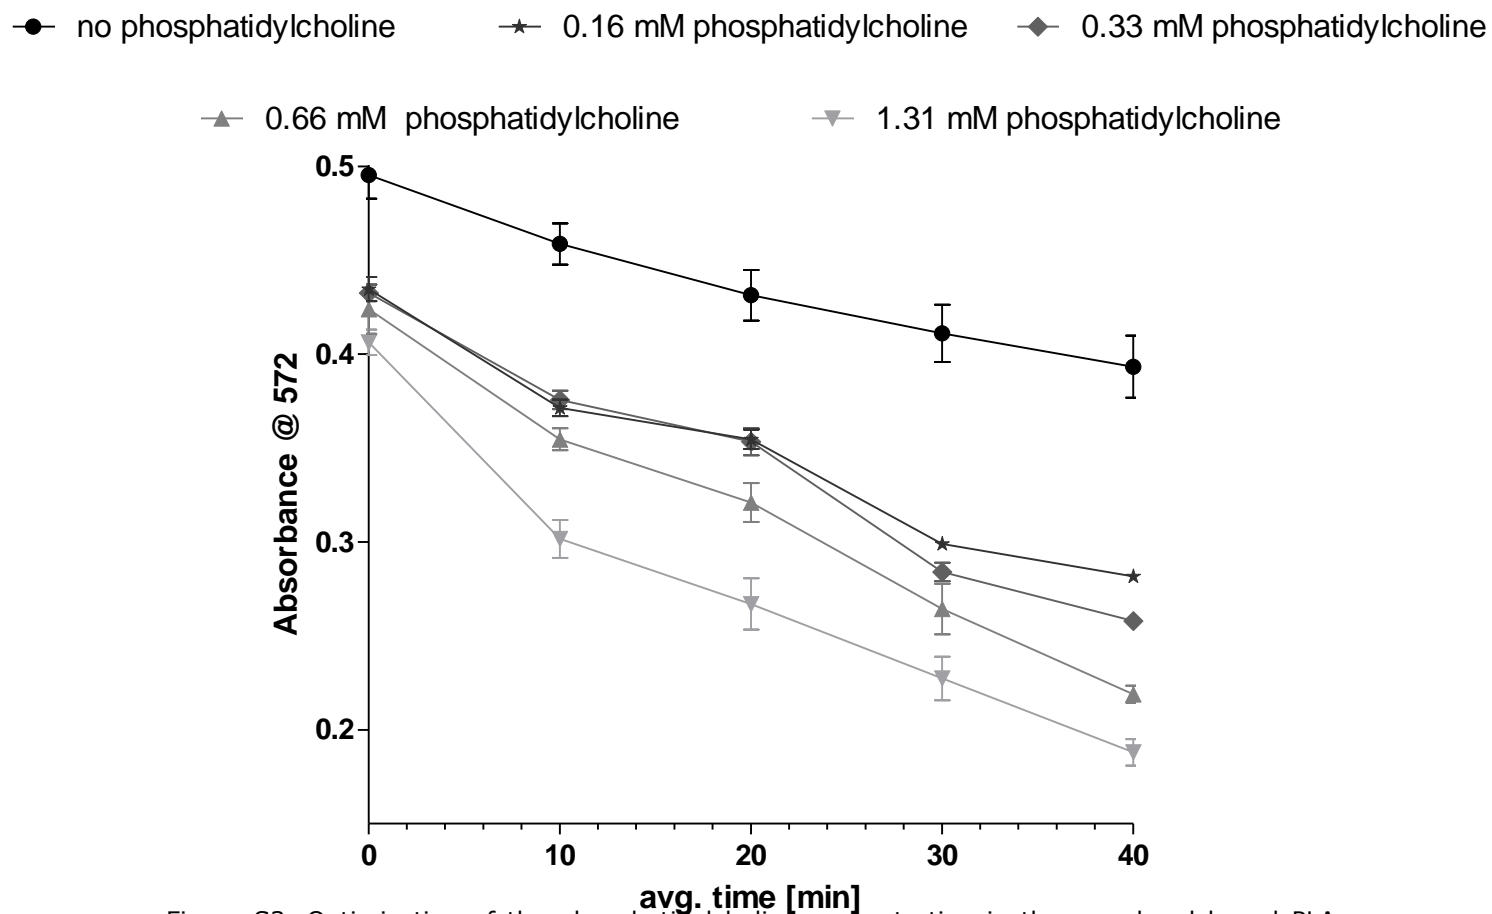 no phosphatidylcholine 0.16 mM phosphatidylcholine 0.33 mM phosphatidylcholine
0.66 mM phosphatidylcholine 1.31 mM phosphatidylcholine
0.5
0.4
0.3
0.2
Absorbance @ 572
0 10 20 30 40
avg. time [min]